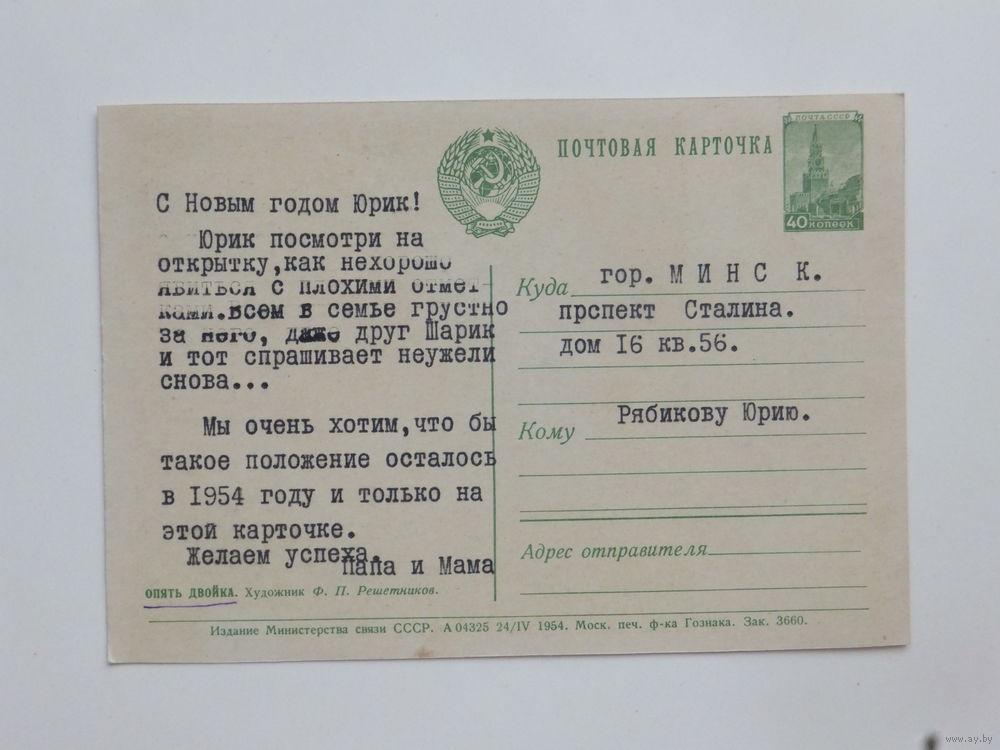 ПОЧТОВАЯ КАРТОЧКА
ПОЧТА СССР
40 КОПЕЕК
С Новым годом Юрик!
Юрик посмотри на
открытку,как нехорошо
явиться с плохими отмет-
ками.Всем в семье грустно
за него, даже друг Шарик
и тот спрашивает неужели
снова...
Мы очень хотим,что бы
такое положение осталось
в I954 году и только на
этой карточке.
Желаем успеха.
Папа и Мама
ОПЯТЬ ДВОЙКА. Художник Ф. П. Решетников.
Куда гор. М И Н С К.
прспект Сталина.
дом I6 кв.56.
Кому Рябикову Юрию.
Адрес отправителя
Издание Министерства связи СССР. А 04325 24/IV 1954. Моск. печ. ф-ка Гознака. Зак. 3660.
www.ay.by